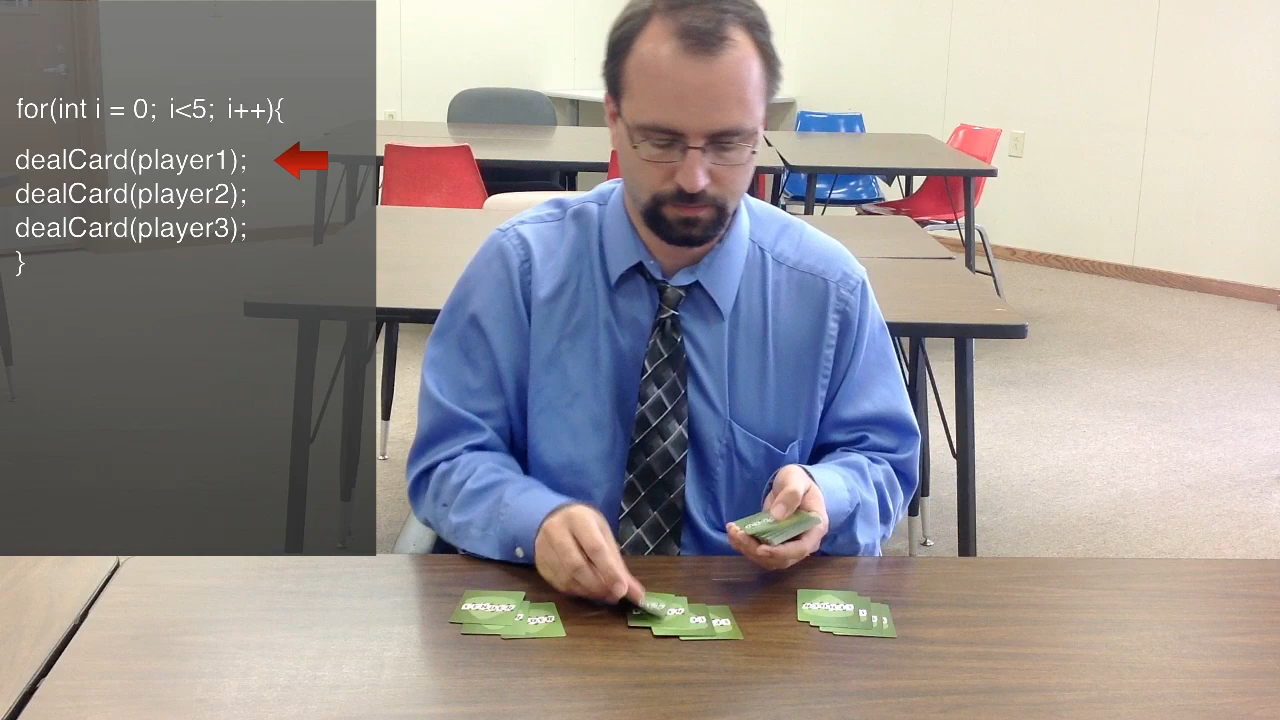 for(int i = 0; i<5; i++){
dealCard(player1);
dealCard(player2);
dealCard(player3);
}